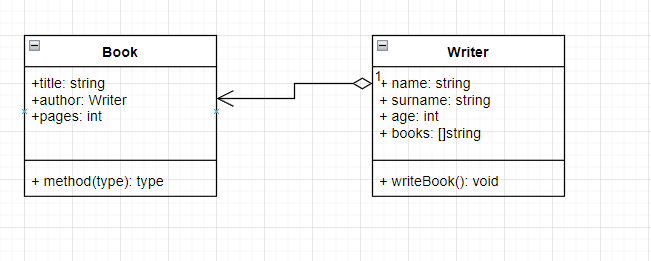 Book
+title: string
+author: Writer
+pages: int
+ method(type): type
1
Writer
+ name: string
+ surname: string
+ age: int
+ books: []string
+ writeBook(): void